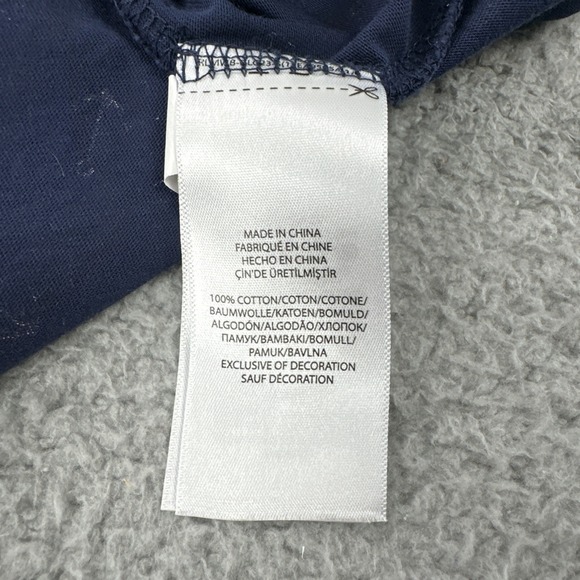 MADE IN CHINA
FABRIQUÉ EN CHINE
HECHO EN CHINA
ÇİN'DE ÜRETİLMİŞTİR
100% COTTON/COTON/COTONE/
BAUMWOLLE/KATOEN/BOMULD/
ALGODÓN/ALGODÃO/ХЛОПОК/
ПАМУК/BAMBAKI/BOMULL/
PAMUK/BAVLNA
EXCLUSIVE OF DECORATION
SAUF DÉCORATION